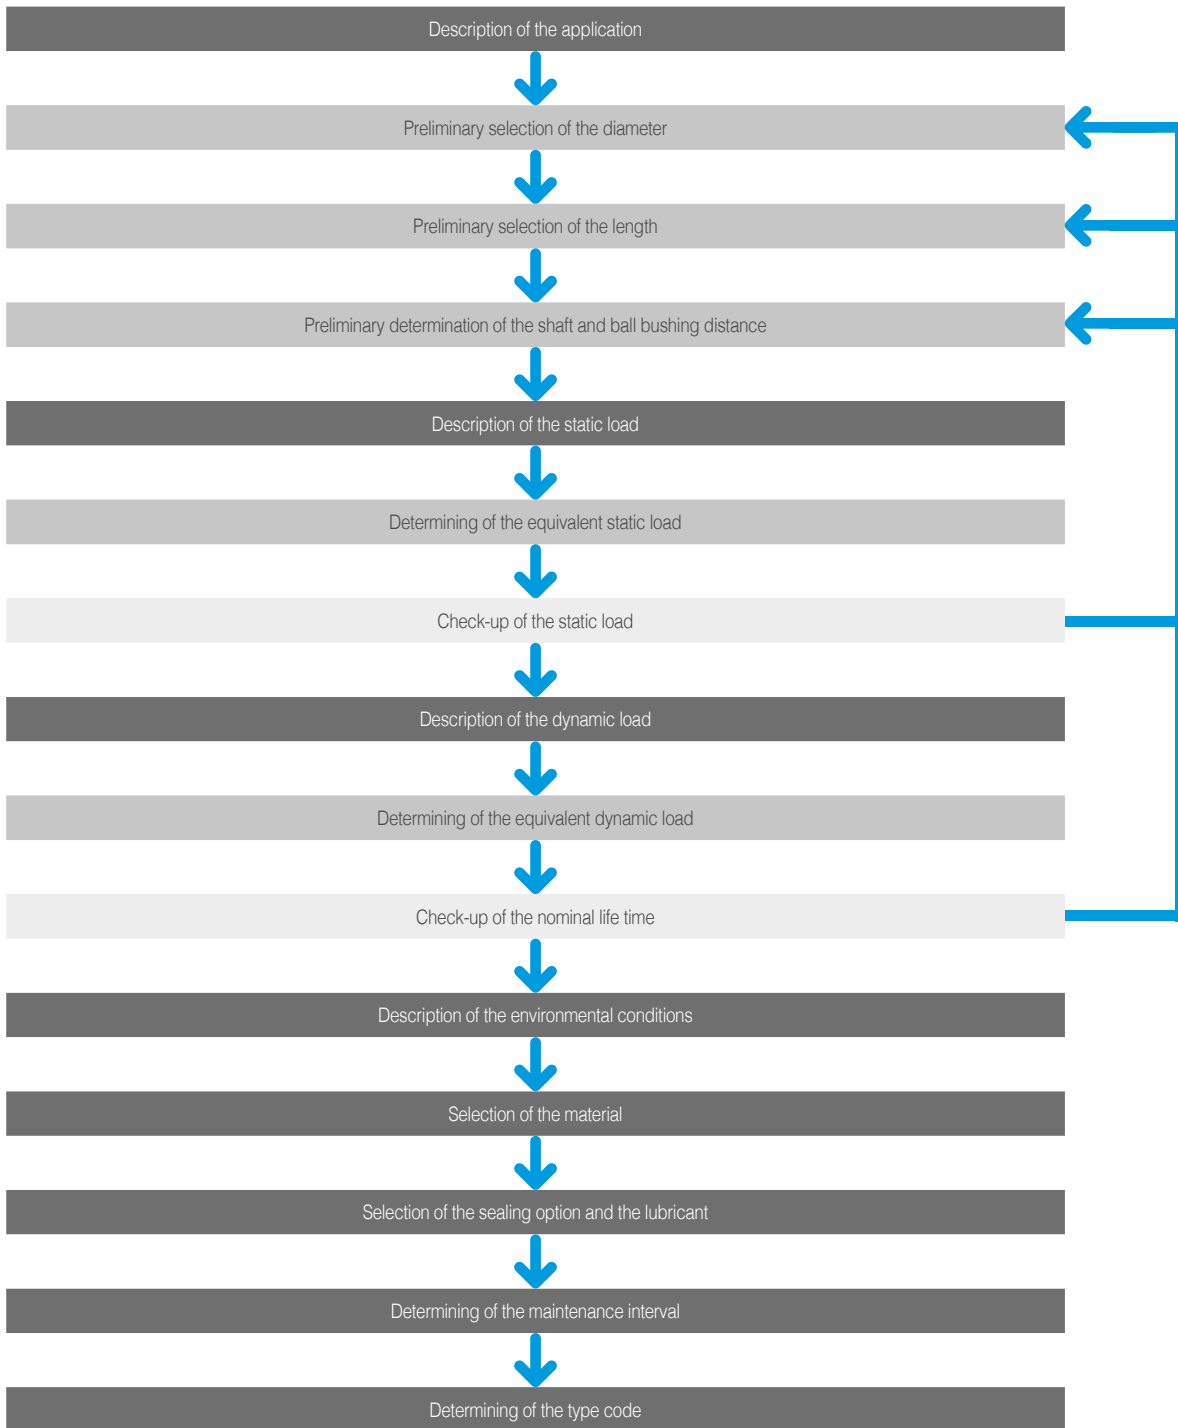 Description of the application
Preliminary selection of the diameter
Preliminary selection of the length
Preliminary determination of the shaft and ball bushing distance
Description of the static load
Determining of the equivalent static load
Check-up of the static load
Description of the dynamic load
Determining of the equivalent dynamic load
Check-up of the nominal life time
Description of the environmental conditions
Selection of the material
Selection of the sealing option and the lubricant
Determining of the maintenance interval
Determining of the type code